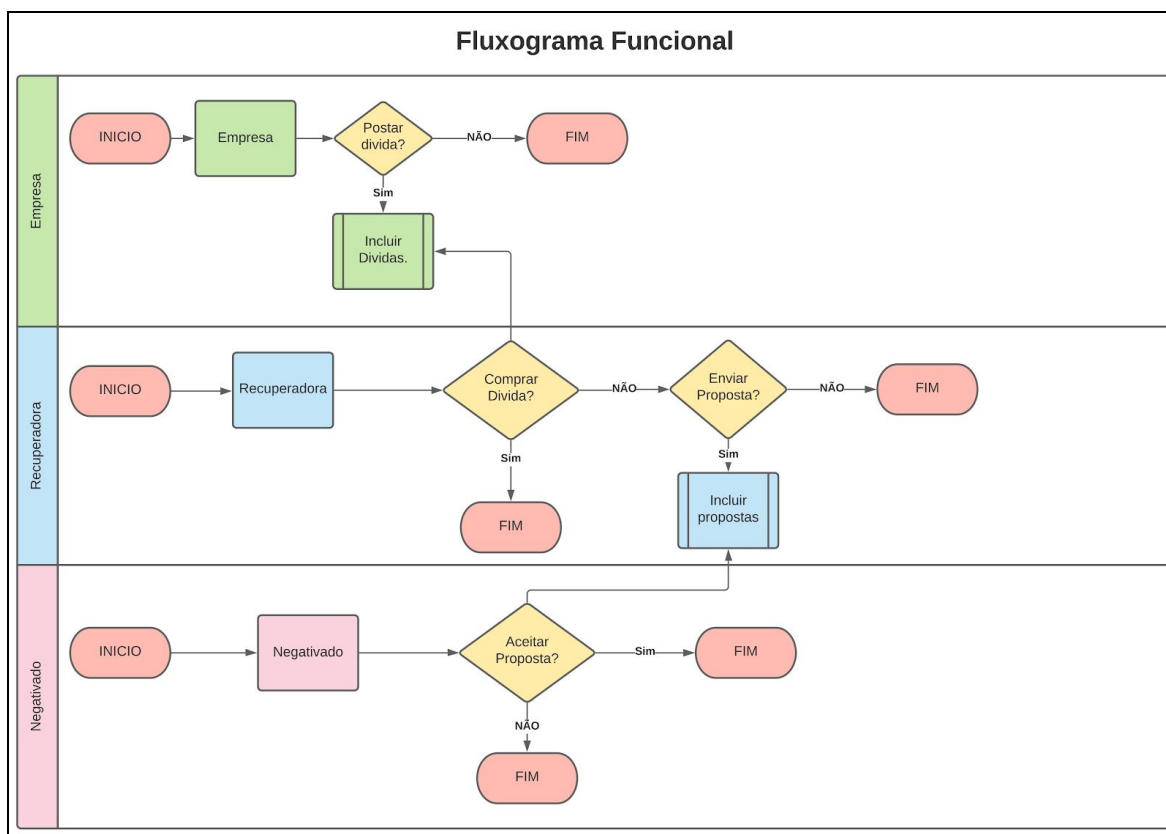 Fluxograma Funcional
Empresa
INICIO
Empresa
Postar
divida?
NÃO
FIM
Sim
Incluir
Dividas.
Recuperadora
INICIO
Recuperadora
Comprar
Divida?
NÃO
Enviar
Proposta?
NÃO
FIM
Sim
FIM
Sim
Incluir
propostas
Negativado
INICIO
Negativado
Aceitar
Proposta?
Sim
FIM
NÃO
FIM